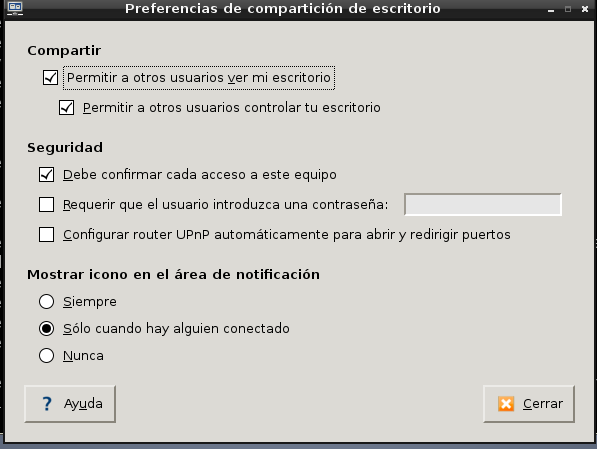 Preferencias de compartición de escritorio
Compartir
Permitir a otros usuarios ver mi escritorio
Permitir a otros usuarios controlar tu escritorio
Seguridad
Debe confirmar cada acceso a este equipo
Requerir que el usuario introduzca una contraseña:
Configurar router UPnP automáticamente para abrir y redirigir puertos
Mostrar icono en el área de notificación
Siempre
Sólo cuando hay alguien conectado
Nunca
? Ayuda
Cerrar